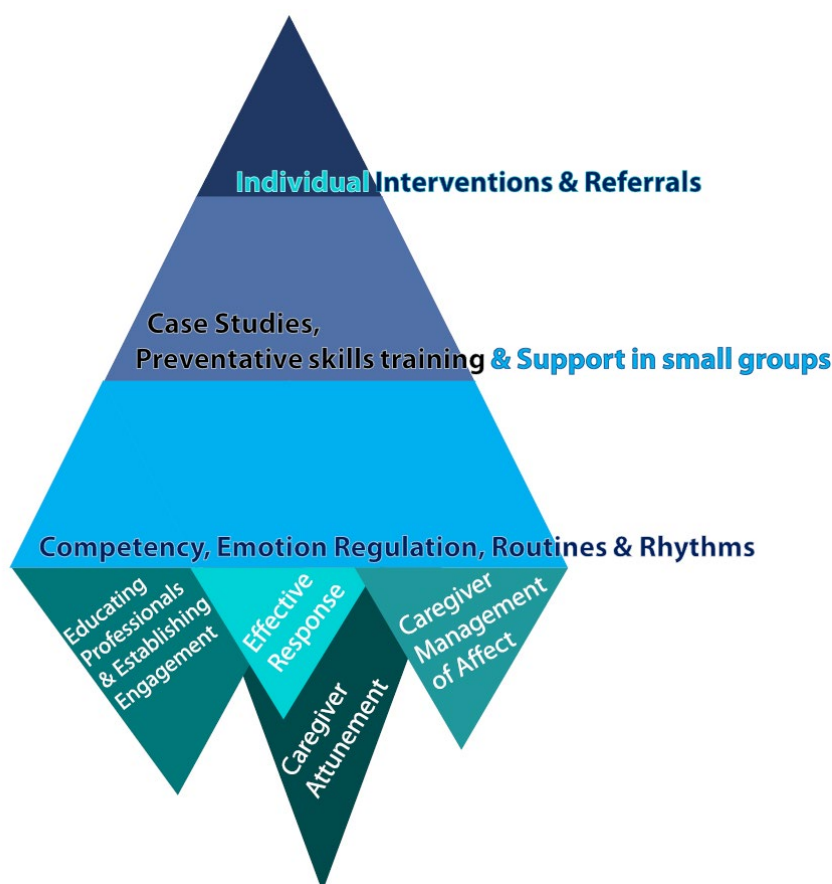 Individual Interventions & Referrals
Case Studies,
Preventative skills training & Support in small groups
Competency, Emotion Regulation, Routines & Rhythms
Educating
Professionals
& Establishing
Engagement
Effective
Response
Caregiver
Attunement
Caregiver
Management
of Affect